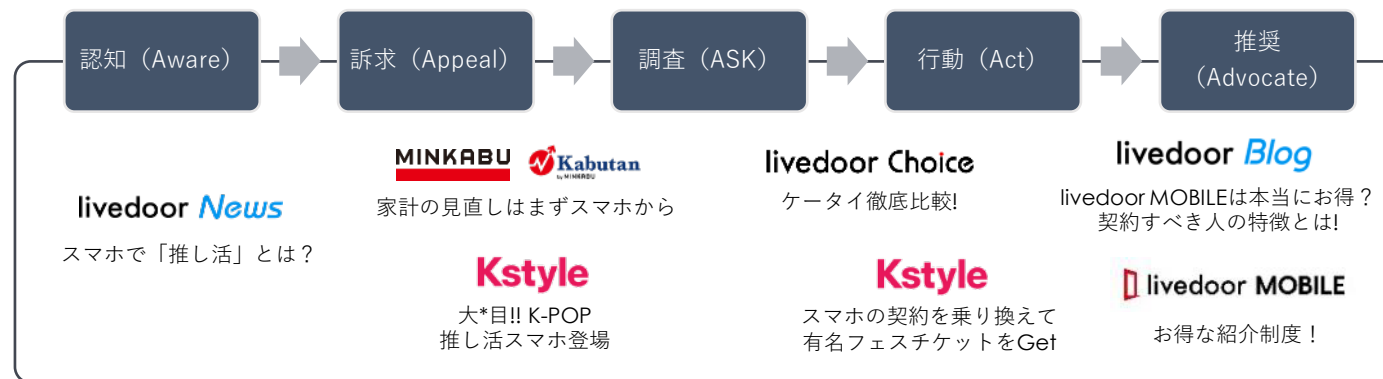 認知（Aware）
訴求（Appeal）
調査（ASK）
行動（Act）
推奨
（Advocate）
livedoor News
スマホで「推し活」とは？
MINKABU
Kabutan
by MINKABU
家計の見直しはまずスマホから
Kstyle
大*目!! K-POP
推し活スマホ登場
livedoor Choice
ケータイ徹底比較!
Kstyle
スマホの契約を乗り換えて
有名フェスチケットをGet
livedoor Blog
livedoor MOBILEは本当にお得？
契約すべき人の特徴とは!
livedoor MOBILE
お得な紹介制度！